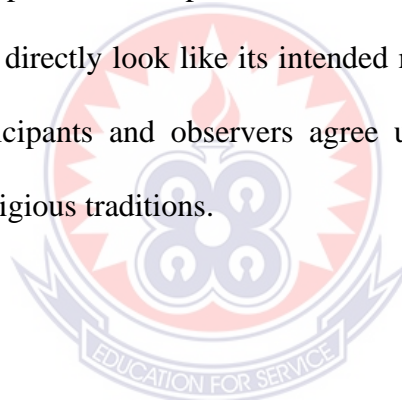 directly look like its intended
cipants and observers agree
igious traditions.
EDUCATION FOR SERVICE